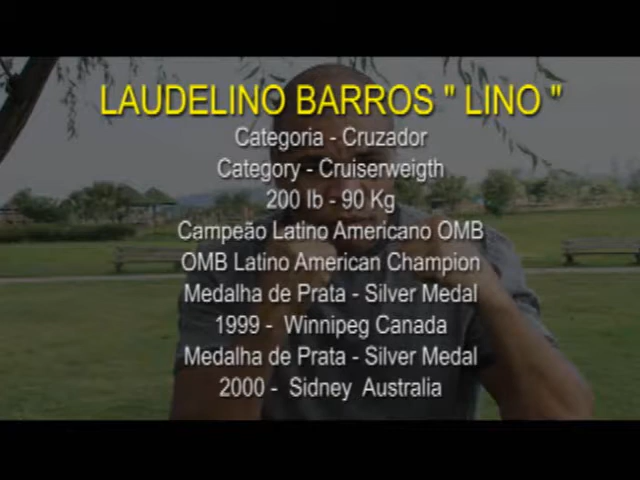 LAUDELINO BARROS " LINO "
Categoria - Cruzador
Category - Cruiserweigth
200 lb - 90 Kg
Campeão Latino Americano OMB
OMB Latino American Champion
Medalha de Prata - Silver Medal
1999 - Winnipeg Canada
Medalha de Prata - Silver Medal
2000 - Sidney Australia